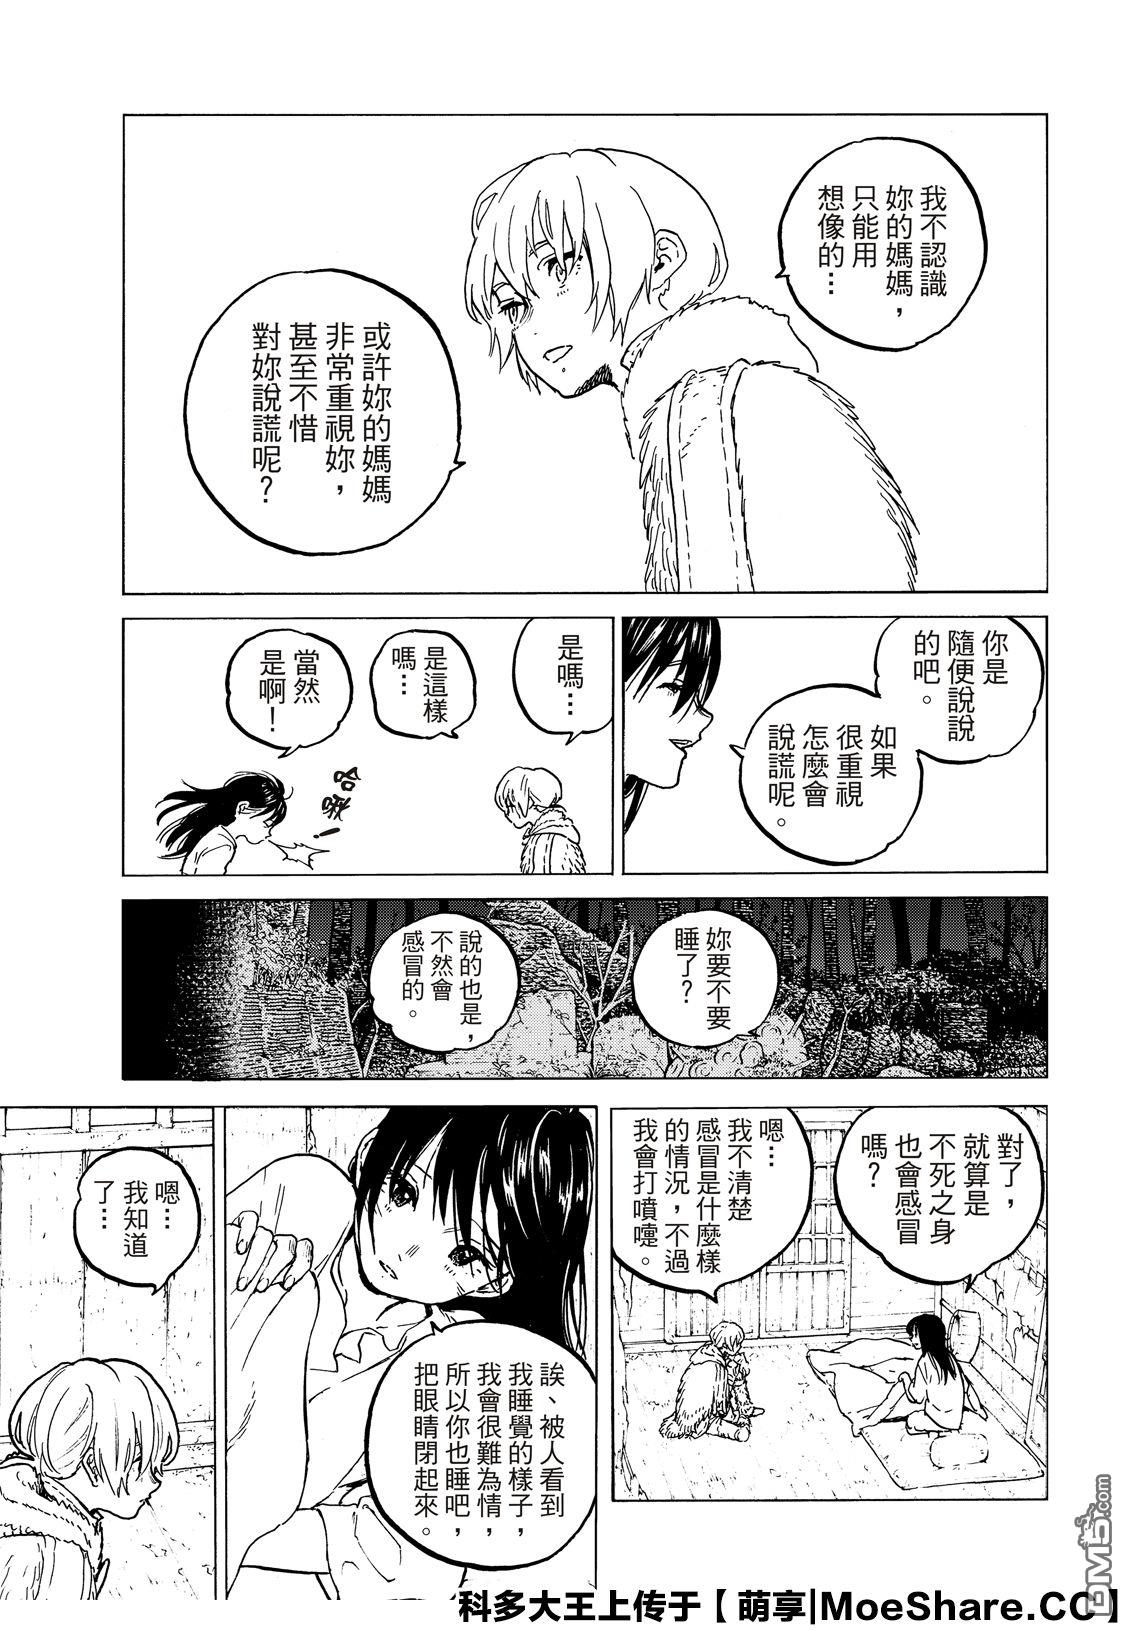 我不認識
妳的媽媽，
只能用
想像的⋯
或許妳的媽媽
非常重視妳，
甚至不惜
對妳說謊呢？
你是
隨便說說
的吧。
如果
很重視
怎麼會
說謊呢。
是嗎⋯
是這樣
嗎⋯
當然
是啊！
妳要不要
睡了？
說的也是，
不然會
感冒的。
對了，
就算是
不死之身
也會感冒
嗎？
嗯⋯
我不清楚
感冒是什麼樣
的情況，不過
我會打噴嚏。
誒、被人看到
我睡覺的樣子，
我會很難為情，
所以你也睡吧，
把眼睛閉起來。
嗯⋯
我知道
了⋯
DM5.com
科多大王上传于【萌享|MoeShare.CC】